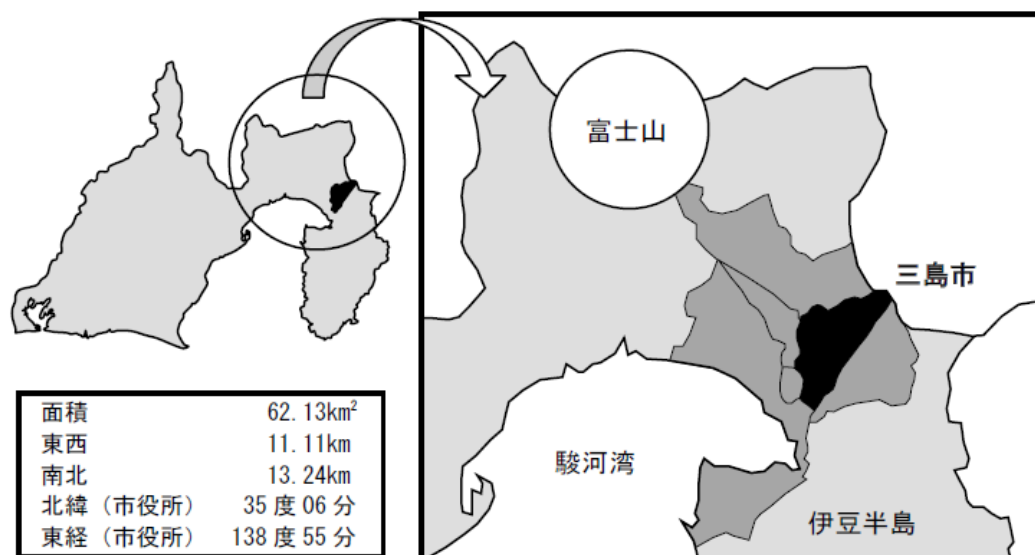 富士山
三島市
駿河湾
伊豆半島
面積 62.13km²
東西 11.11km
南北 13.24km
北緯(市役所) 35度06分
東経(市役所) 138度55分